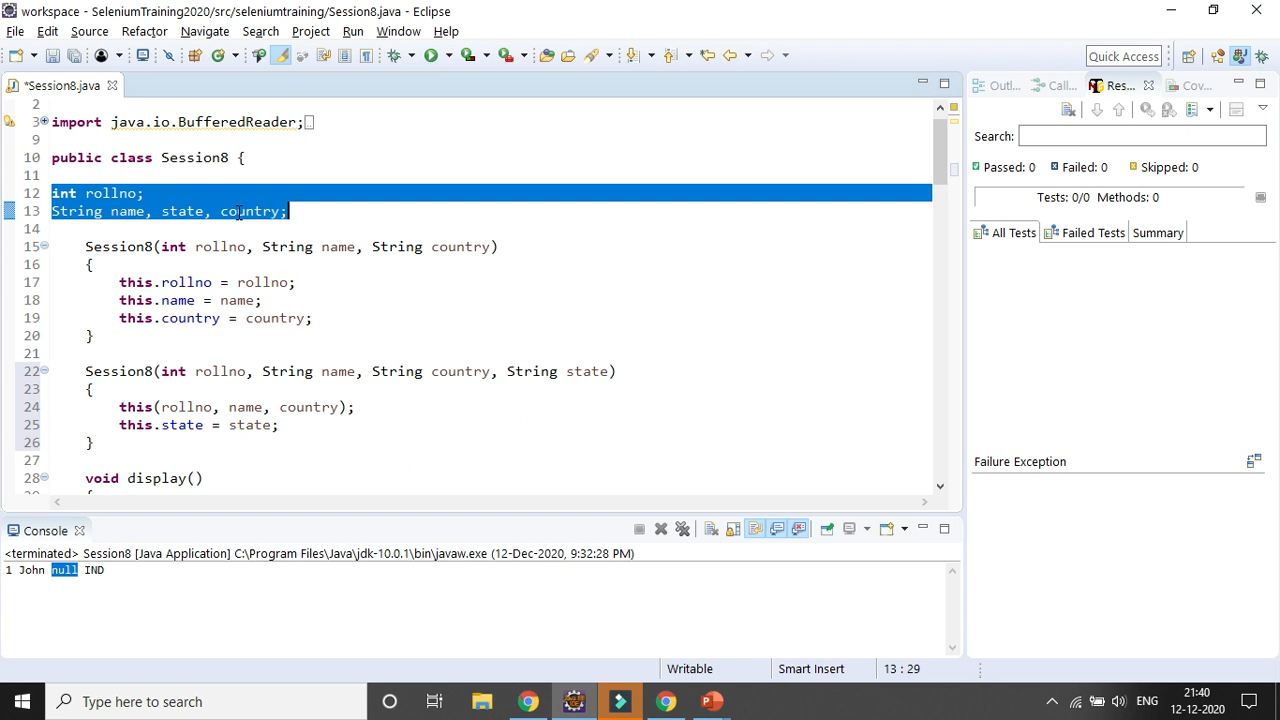 workspace - SeleniumTraining2020/src/seleniumtraining/Session8.java - Eclipse
File Edit Source Refactor Navigate Search Project Run Window Help
Quick Access
*Session8.java
Outl... Call... Res... Cov...
2
3 import java.io.BufferedReader;
9
10 public class Session8 {
11
12 int rollno;
13 String name, state, country;
14
15 Session8(int rollno, String name, String country)
16 {
17 this.rollno = rollno;
18 this.name = name;
19 this.country = country;
20 }
21
22 Session8(int rollno, String name, String country, String state)
23 {
24 this(rollno, name, country);
25 this.state = state;
26 }
27
28 void display()
Search:
Passed: 0 Failed: 0 Skipped: 0
Tests: 0/0 Methods: 0
All Tests Failed Tests Summary
Failure Exception
Console
<terminated> Session8 [Java Application] C:\Program Files\Java\jdk-10.0.1\bin\javaw.exe (12-Dec-2020, 9:32:28 PM)
1 John null IND
Writable Smart Insert 13 : 29
Type here to search
ENG
21:40
12-12-2020